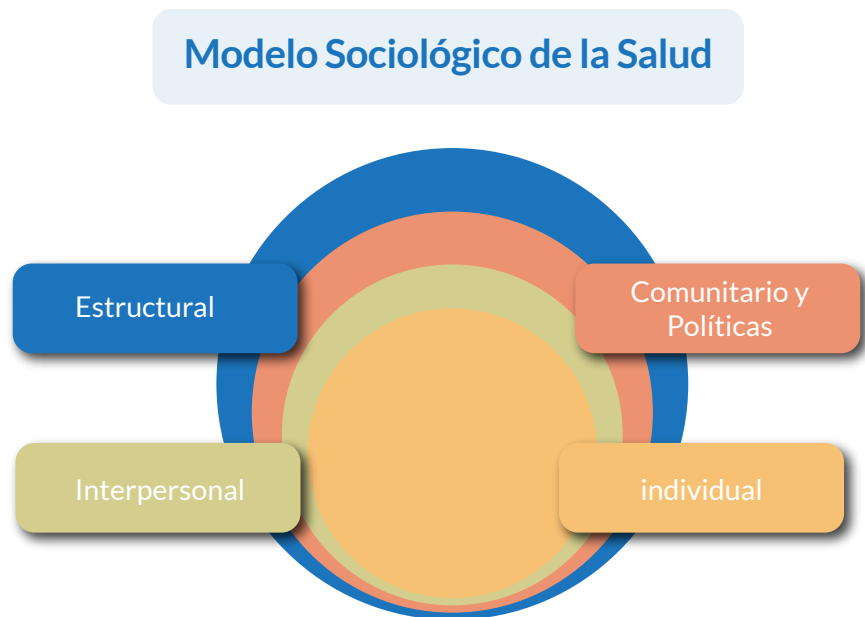 Modelo Sociológico de la Salud
Estructural
Comunitario y
Políticas
Interpersonal
individual